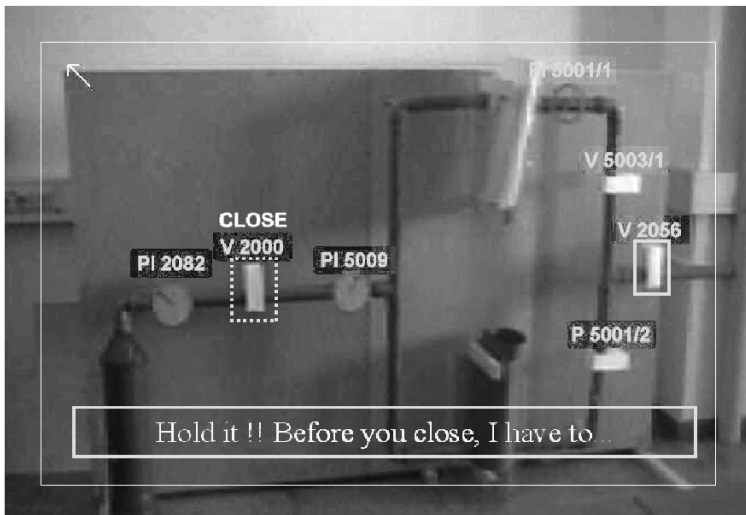 PI 5001/1
V 5003/1
CLOSE
V 2000
V 2056
PI 2082
PI 5009
P 5001/2
Hold it !! Before you close, I have to...